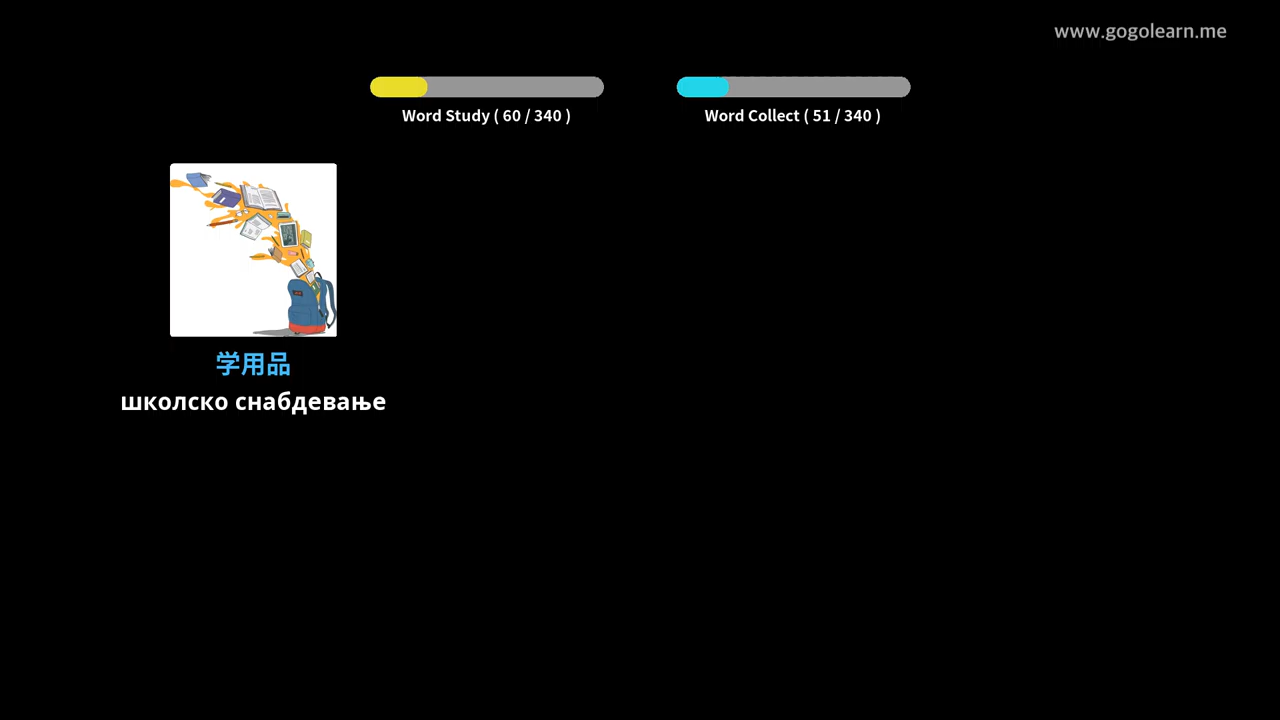 www.gogolearn.me
Word Study ( 60 / 340 )
Word Collect ( 51 / 340 )
学用品
школско снабдевање